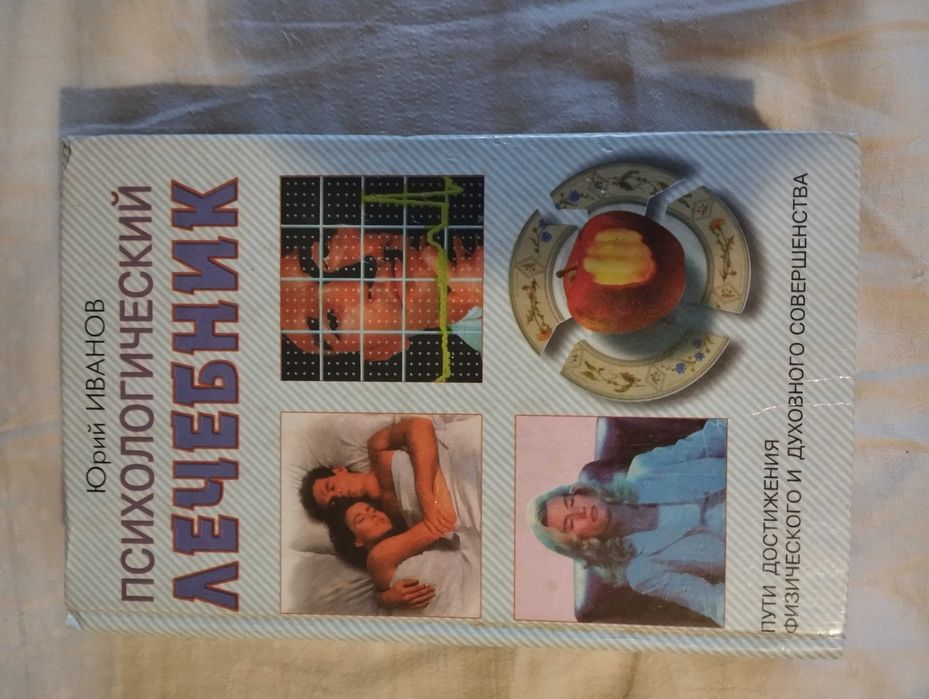 Юрий ИВАНОВ
ПСИХОЛОГИЧЕСКИЙ
ЛЕЧЕБНИК
ПУТИ ДОСТИЖЕНИЯ
ФИЗИЧЕСКОГО И ДУХОВНОГО СОВЕРШЕНСТВА